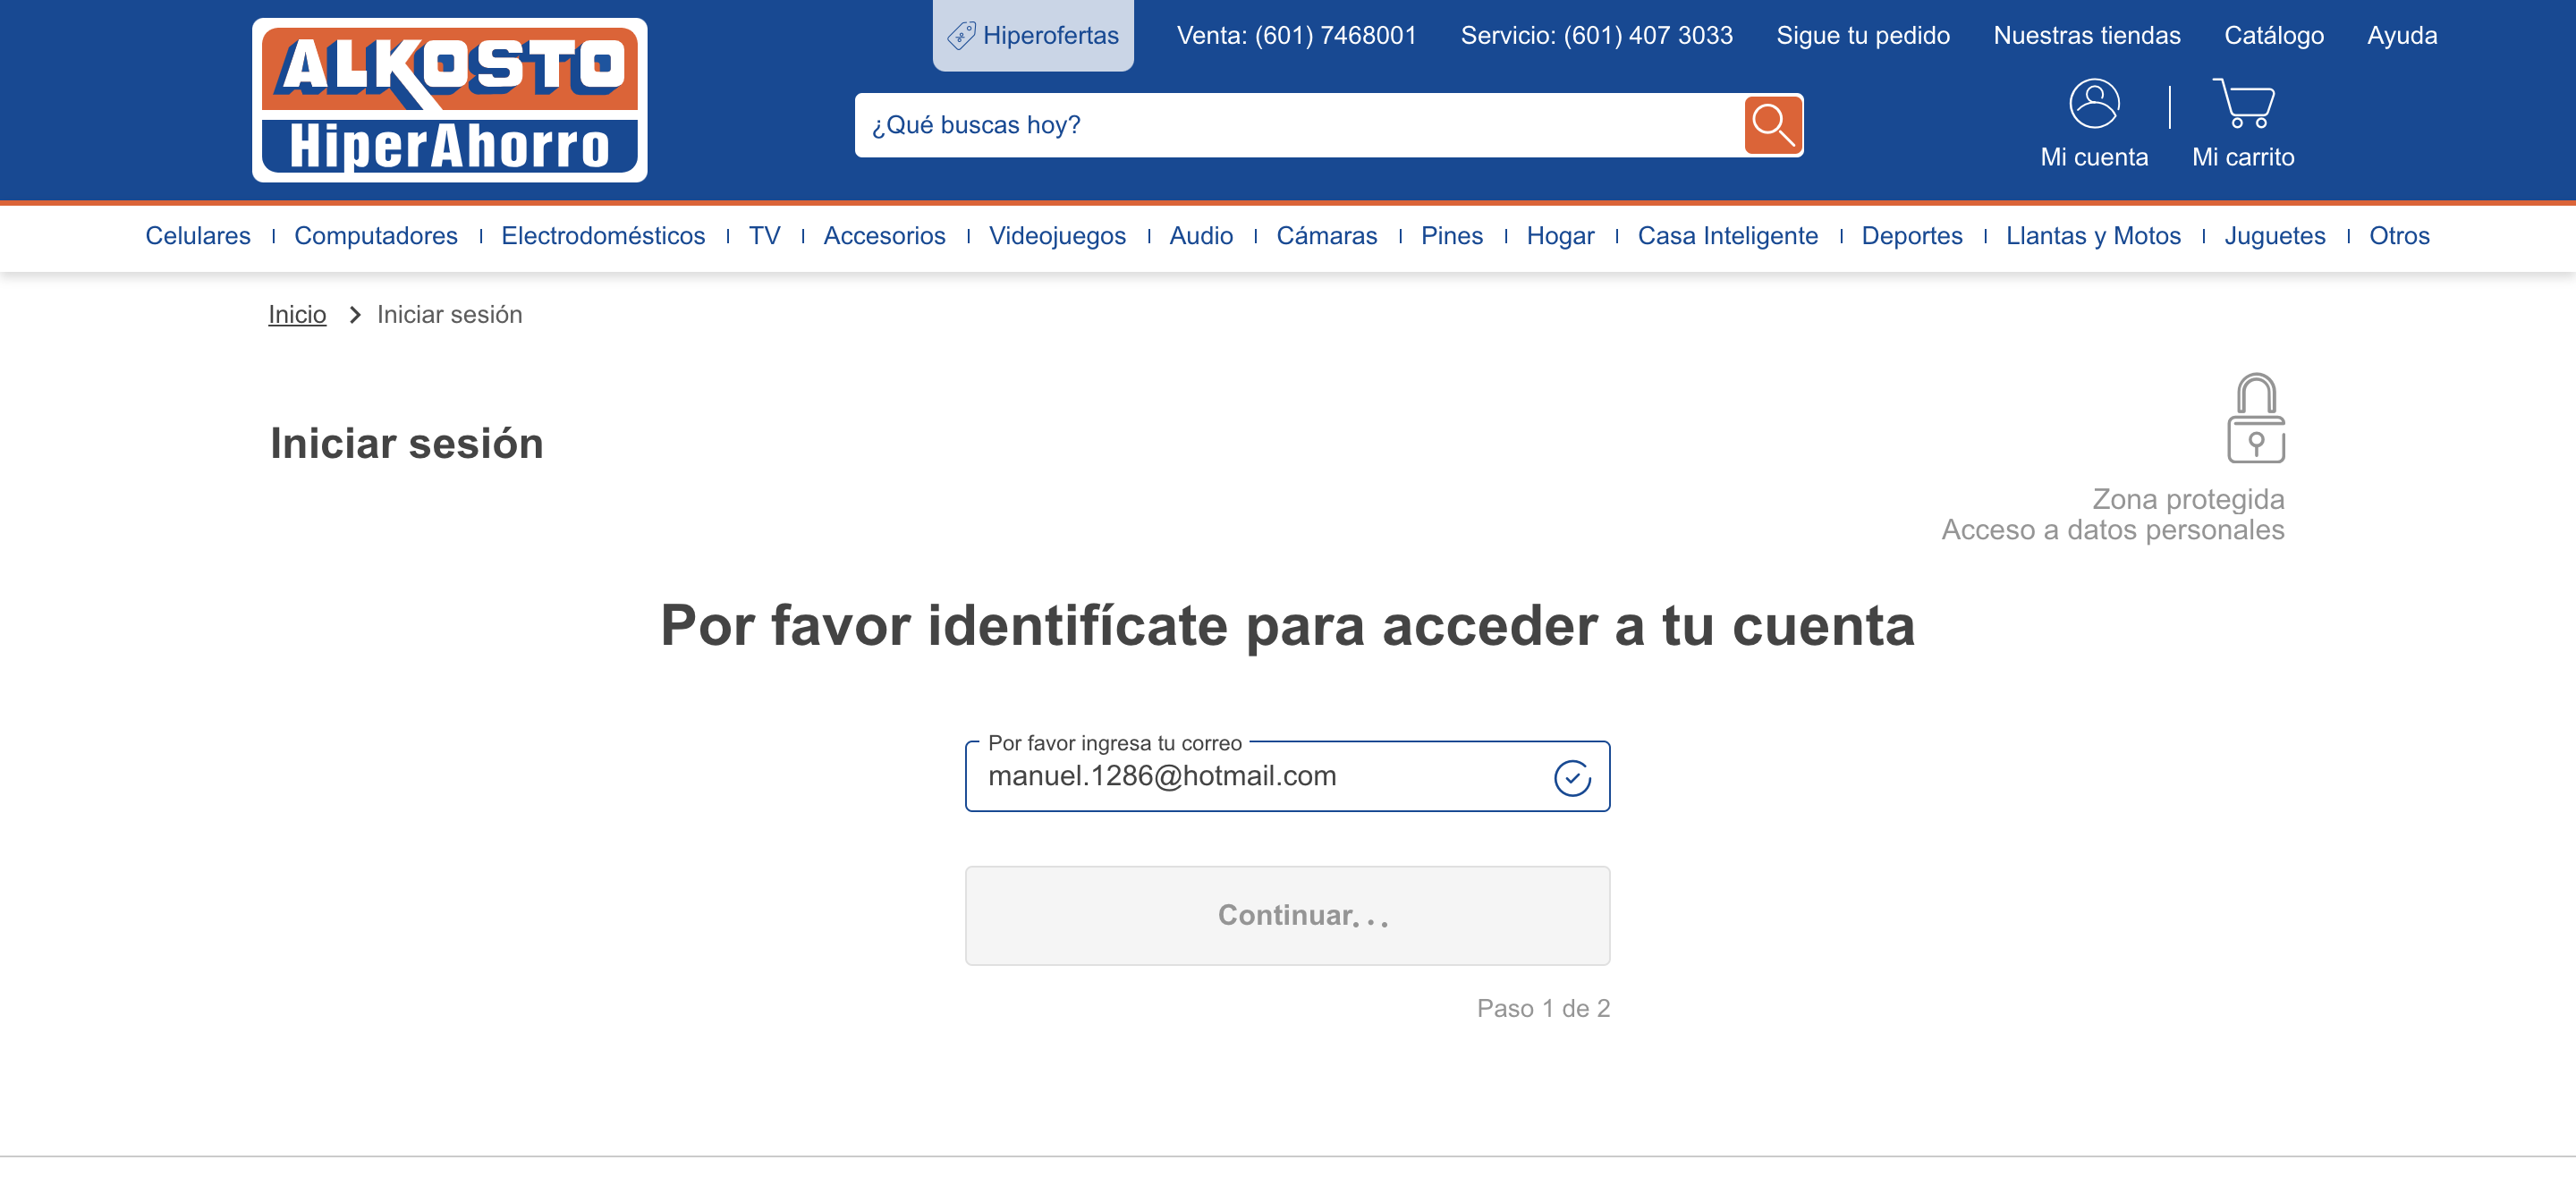 ALKOSTO
HiperAhorro
Hiperofertas Venta: (601) 7468001 Servicio: (601) 407 3033 Sigue tu pedido Nuestras tiendas Catálogo Ayuda
¿Qué buscas hoy?
Mi cuenta Mi carrito
Celulares Computadores Electrodomésticos TV Accesorios Videojuegos Audio Cámaras Pines Hogar Casa Inteligente Deportes Llantas y Motos Juguetes Otros
Inicio Iniciar sesión
Iniciar sesión
Zona protegida
Acceso a datos personales
Por favor identifícate para acceder a tu cuenta
Por favor ingresa tu correo
manuel.1286@hotmail.com
Continuar...
Paso 1 de 2